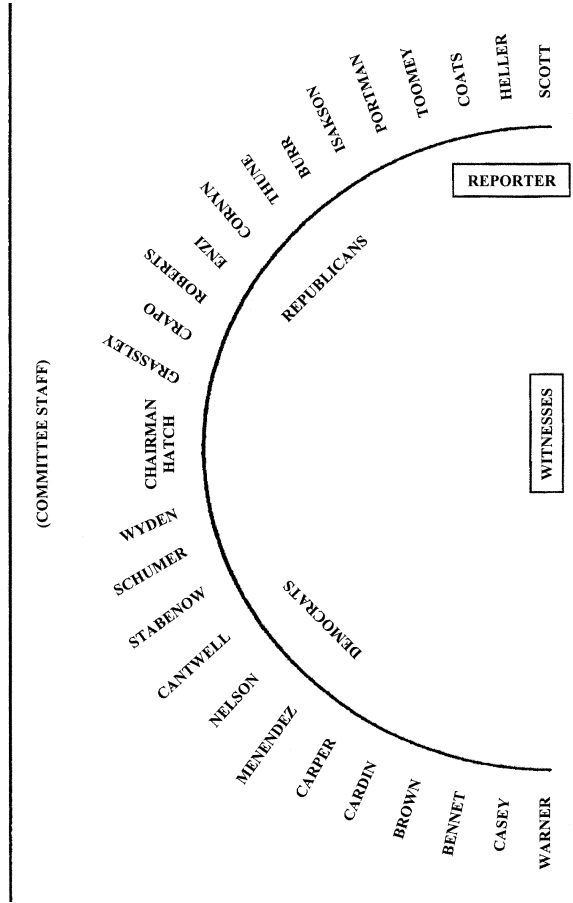 (COMMITTEE STAFF)
CHAIRMAN
HATCH
GRASSLEY
CRAPO
ROBERTS
ENZI
CORNYN
THUNE
BURR
ISAKSON
PORTMAN
TOOMEY
COATS
HELLER
SCOTT
REPUBLICANS
REPORTER
WYDEN
SCHUMER
STABENOW
CANTWELL
NELSON
MENENDEZ
CARPER
CARDIN
BROWN
BENNET
CASEY
WARNER
DEMOCRATS
WITNESSES